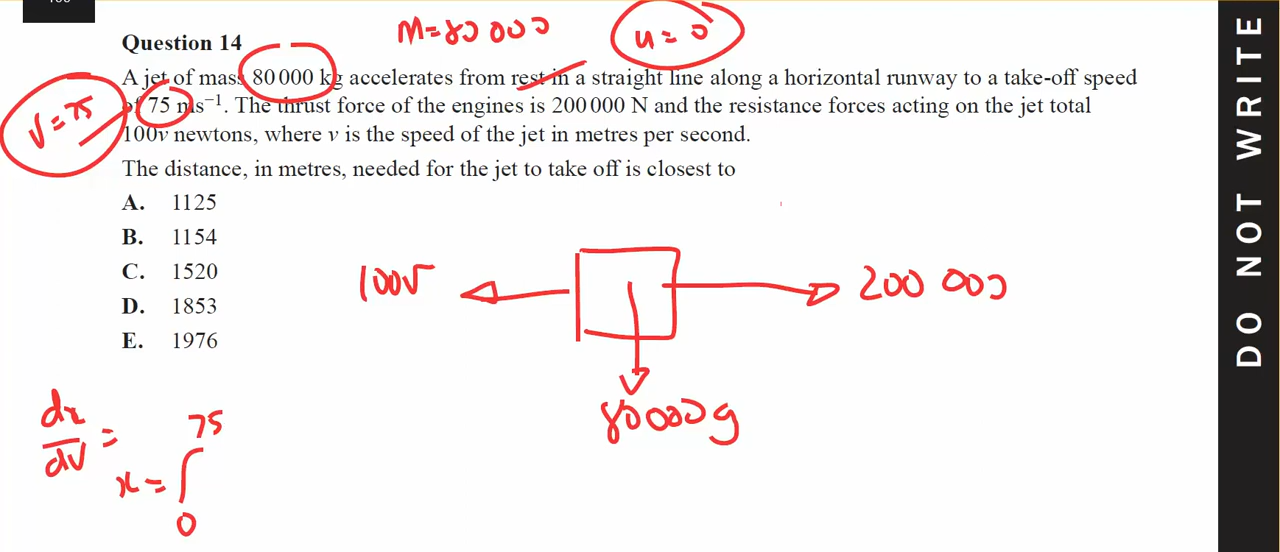 M=80 000
u=0
Question 14
A jet of mass 80 000 kg accelerates from rest in a straight line along a horizontal runway to a take-off speed
V=75
of 75 ms⁻¹. The thrust force of the engines is 200 000 N and the resistance forces acting on the jet total
100v newtons, where v is the speed of the jet in metres per second.
The distance, in metres, needed for the jet to take off is closest to
A. 1125
B. 1154
C. 1520
D. 1853
E. 1976
100v
200 000
80 000g
dx/dv =
x = ∫
75
0
DO NOT WRITE